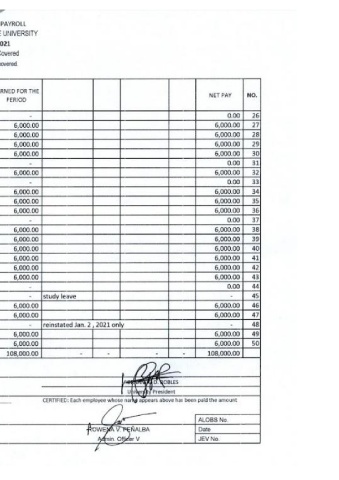 PAYROLL
UNIVERSITY
2021
Covered
overed.
RNED FOR THE PERIOD NET PAY NO.
- 0.00 26
6,000.00 6,000.00 27
6,000.00 6,000.00 28
6,000.00 6,000.00 29
6,000.00 6,000.00 30
- 0.00 31
6,000.00 6,000.00 32
- 0.00 33
6,000.00 6,000.00 34
6,000.00 6,000.00 35
6,000.00 6,000.00 36
- 0.00 37
6,000.00 6,000.00 38
6,000.00 6,000.00 39
6,000.00 6,000.00 40
6,000.00 6,000.00 41
6,000.00 6,000.00 42
6,000.00 6,000.00 43
- 0.00 44
- study leave - 45
6,000.00 6,000.00 46
6,000.00 6,000.00 47
- reinstated Jan. 2 , 2021 only - 48
6,000.00 6,000.00 49
6,000.00 6,000.00 50
108,000.00 - - - - 108,000.00
ROBLES
University President
CERTIFIED: Each employee whose name appears above has been paid the amount
ROWENA V. PEÑALBA
Admin. Officer V
ALOBS No.
Date
JEV No.